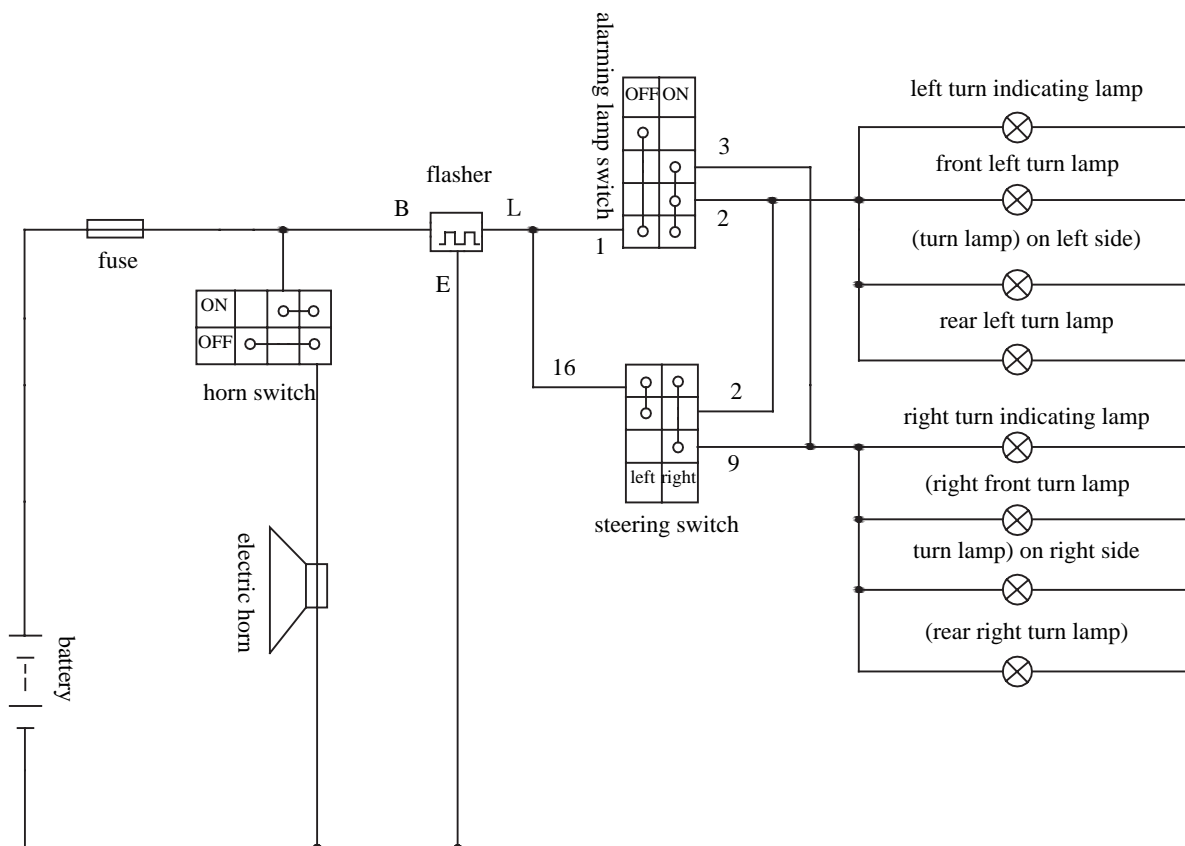 alarming lamp switch
OFF ON
left turn indicating lamp
3
front left turn lamp
flasher
B
L
2
1
(turn lamp) on left side)
fuse
E
ON
OFF
rear left turn lamp
16
horn switch
2
right turn indicating lamp
9
left right
(right front turn lamp
steering switch
electric horn
turn lamp) on right side
(rear right turn lamp)
battery